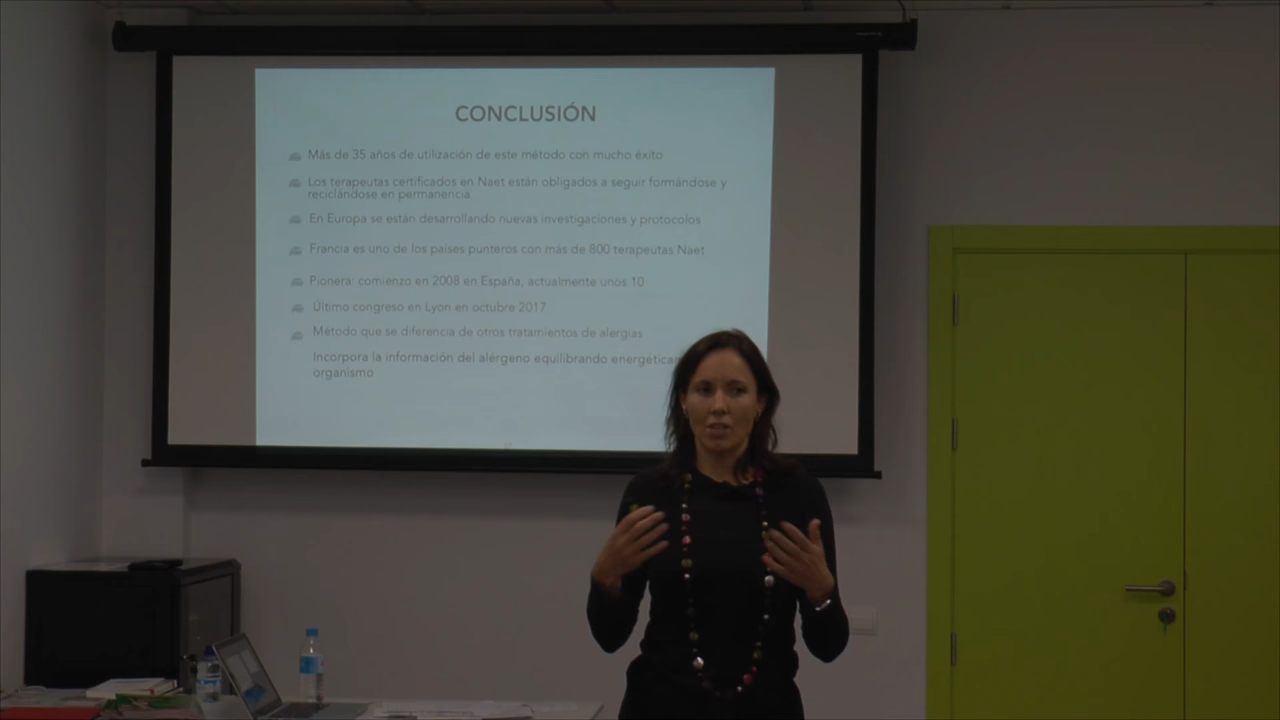 CONCLUSIÓN
Más de 35 años de utilización de este método con mucho éxito
Los terapeutas certificados en Naet están obligados a seguir formándose y
reciclándose en permanencia
En Europa se están desarrollando nuevas investigaciones y protocolos
Francia es uno de los países punteros con más de 800 terapeutas Naet
Pionera: comienzo en 2008 en España, actualmente unos 10
Último congreso en Lyon en octubre 2017
Método que se diferencia de otros tratamientos de alergias
Incorpora la información del alérgeno equilibrando
organismo